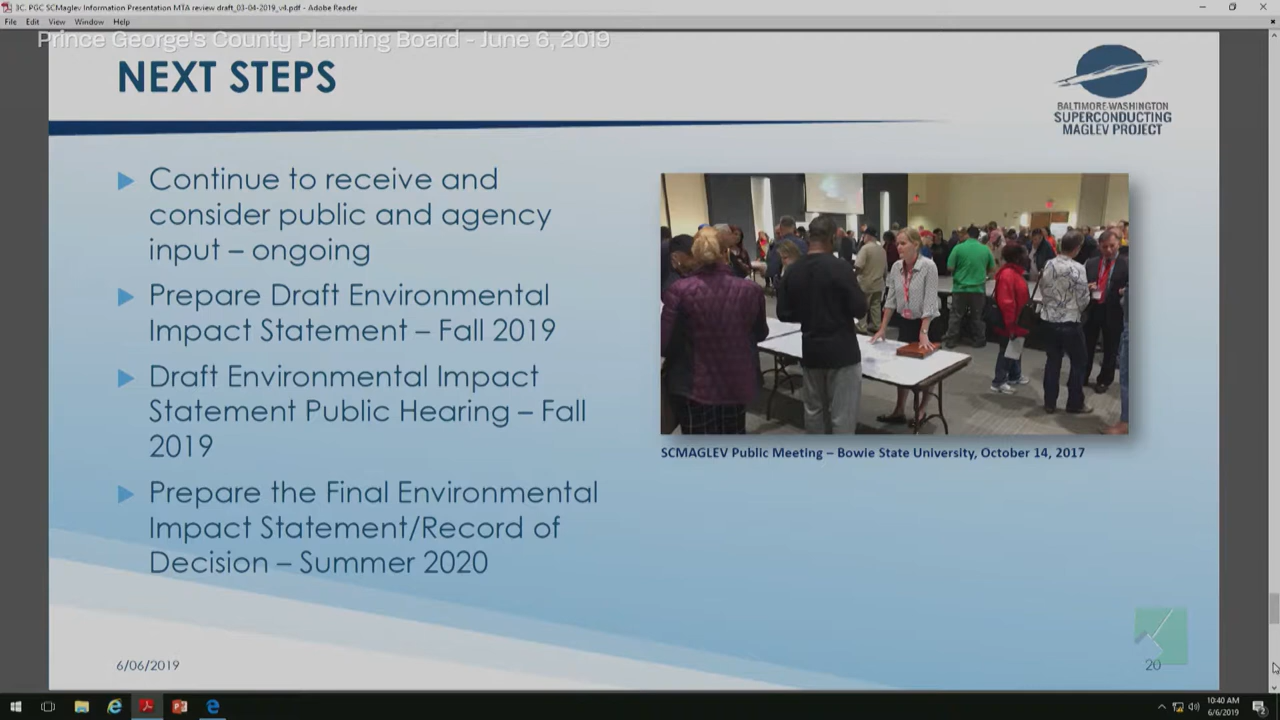 3C. PGC SCMaglev Information Presentation MTA review draft_03-04-2019_v4.pdf - Adobe Reader
File Edit View Window Help
Prince George's County Planning Board - June 6, 2019
NEXT STEPS
BALTIMORE-WASHINGTON
SUPERCONDUCTING
MAGLEV PROJECT
Continue to receive and
consider public and agency
input – ongoing
Prepare Draft Environmental
Impact Statement – Fall 2019
Draft Environmental Impact
Statement Public Hearing – Fall
2019
Prepare the Final Environmental
Impact Statement/Record of
Decision – Summer 2020
SCMAGLEV Public Meeting – Bowie State University, October 14, 2017
6/06/2019
20
10:40 AM
6/6/2019
2